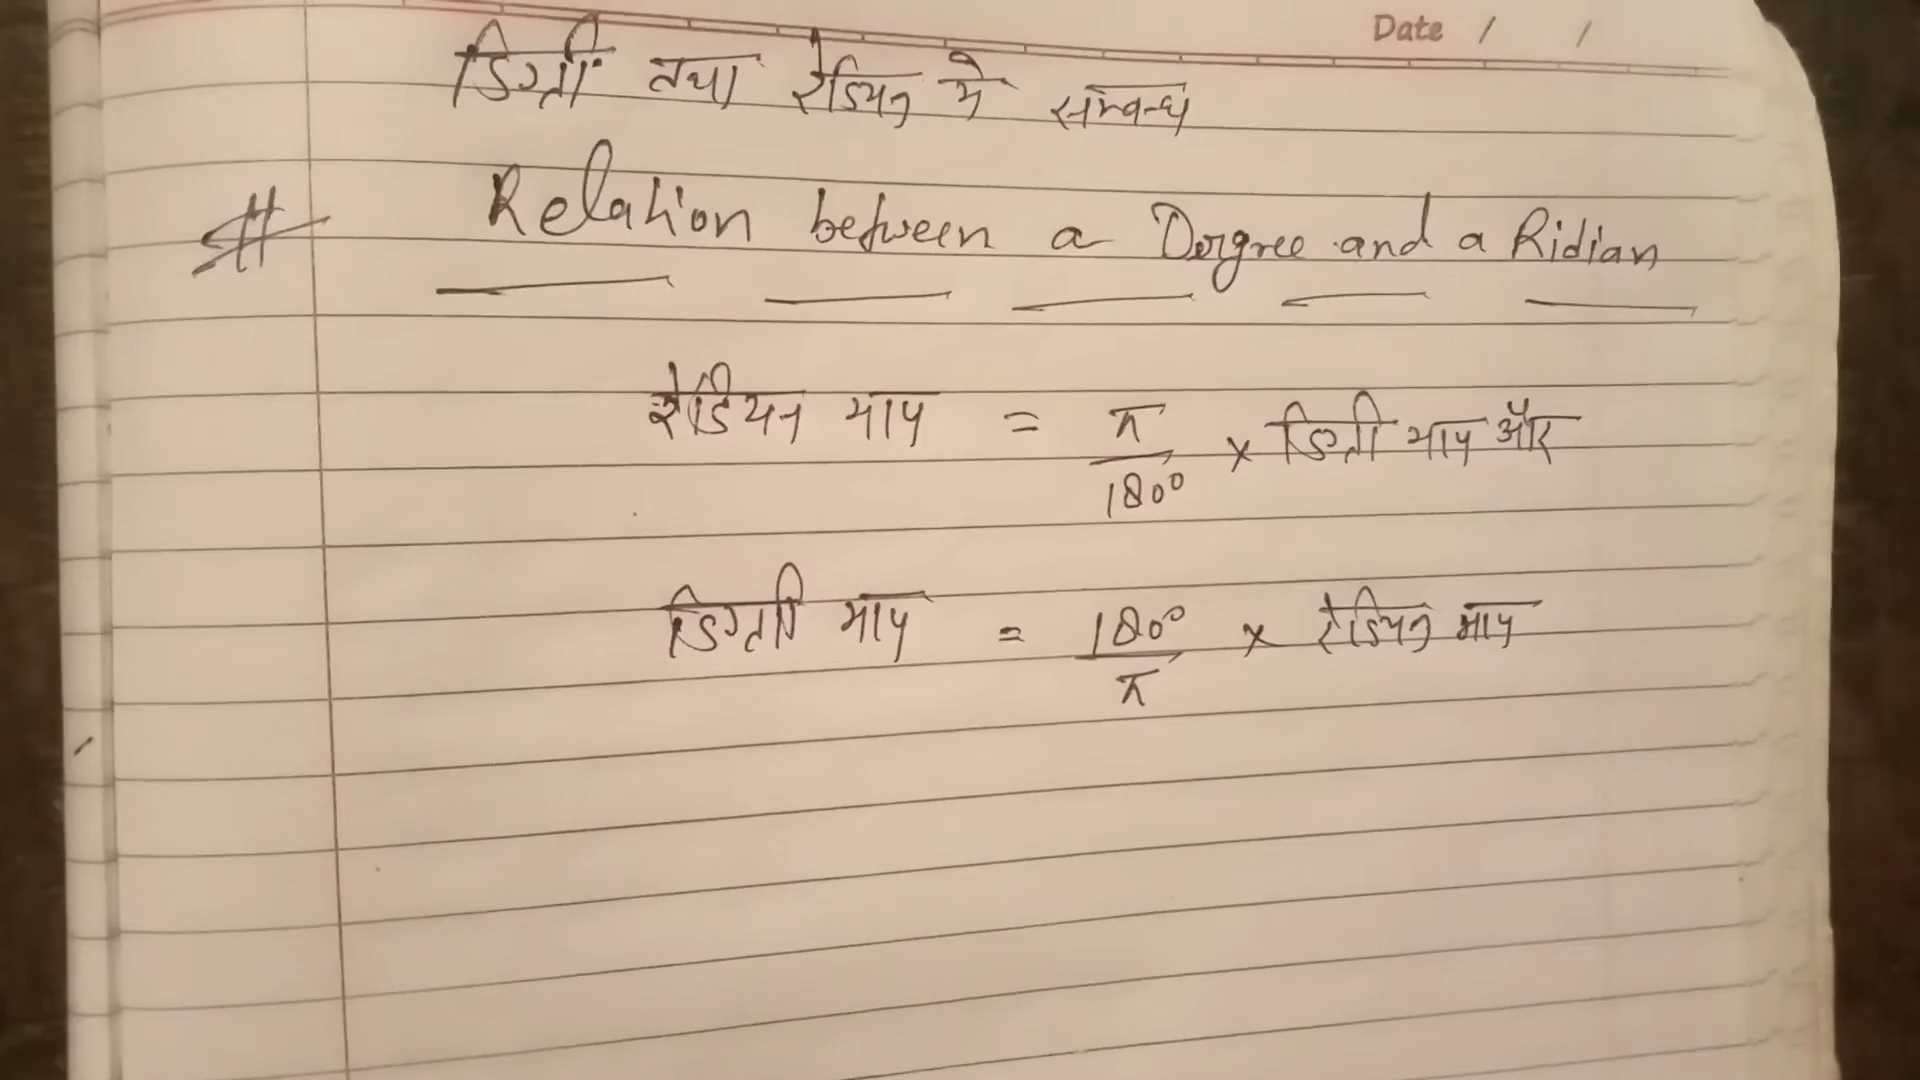 Date / /
डिग्री तथा रेडियन मे सम्बन्ध
# Relation between a Degree and a Ridian
रेडियन माप = π/180° × डिग्री माप और
डिग्री माप = 180°/π × रेडियन माप